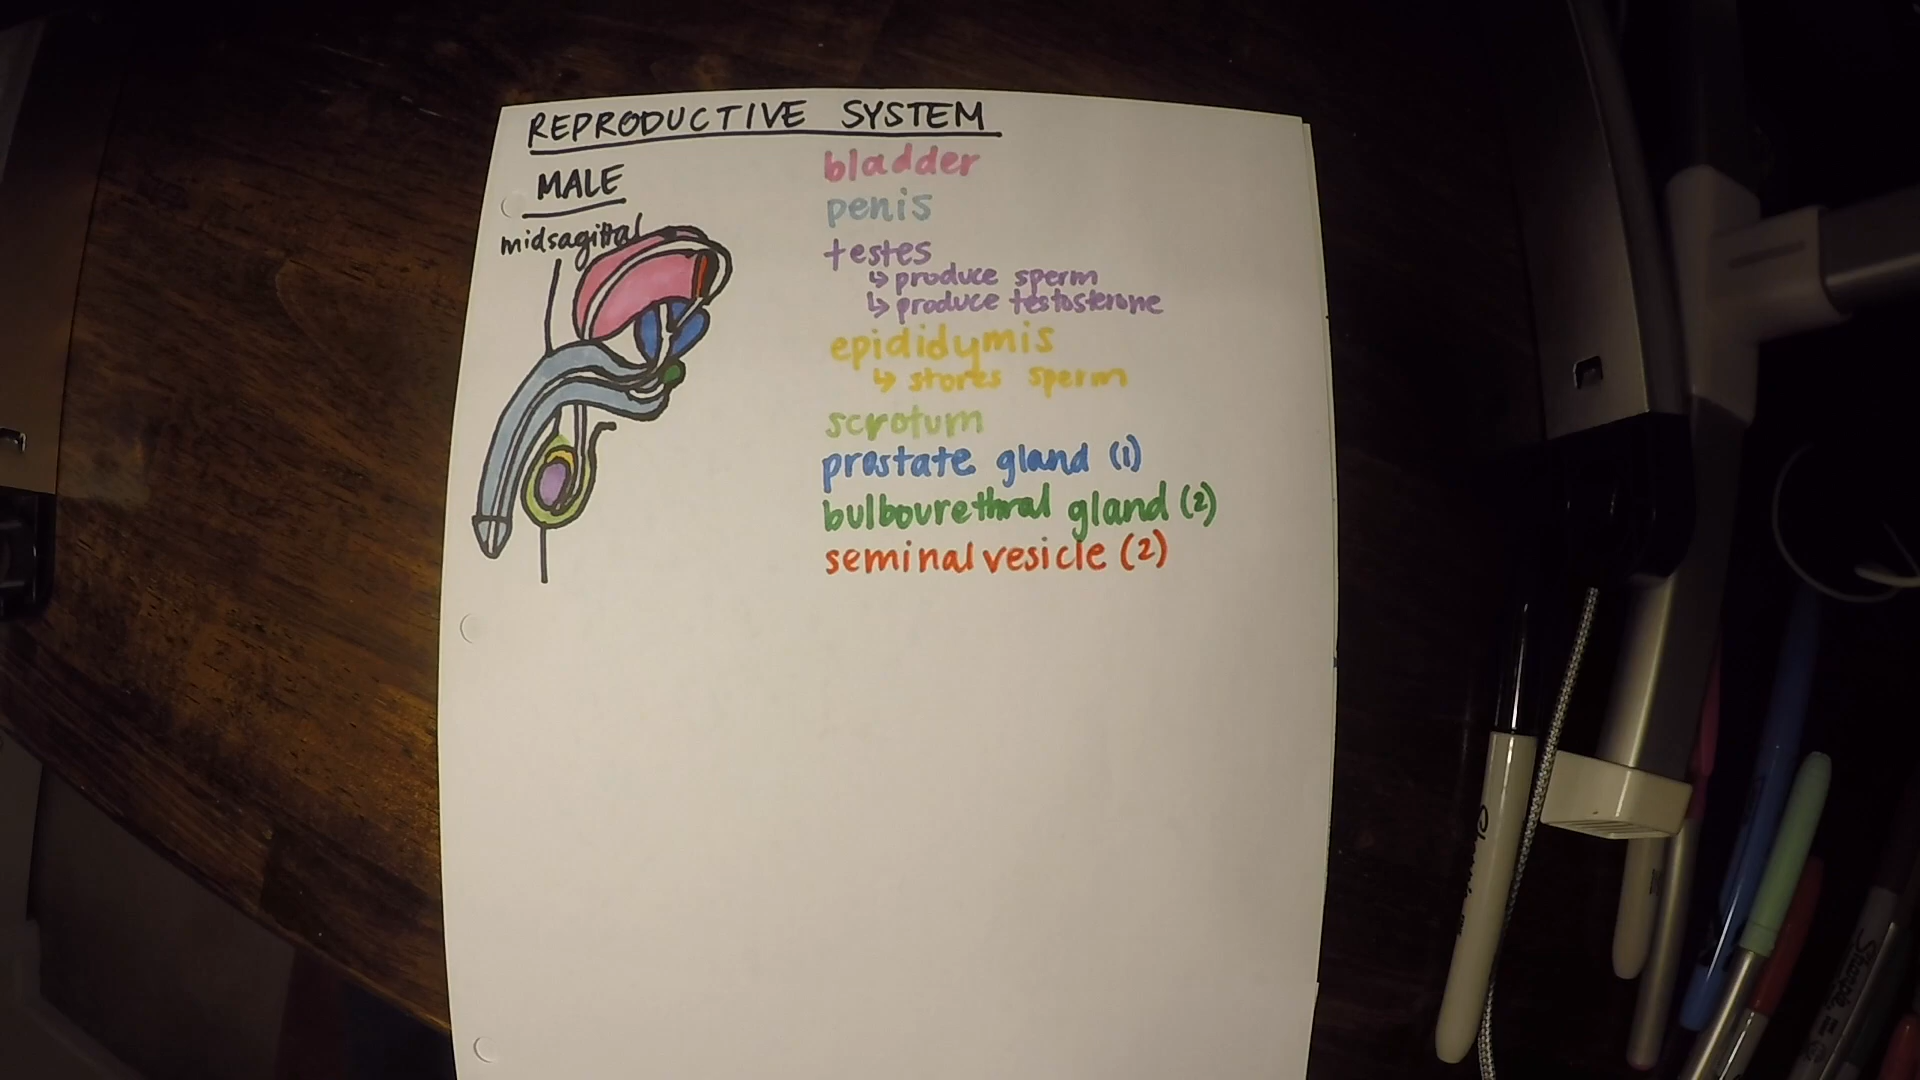 REPRODUCTIVE SYSTEM
MALE
midsagittal
bladder
penis
testes
↳ produce sperm
↳ produce testosterone
epididymis
↳ stores sperm
scrotum
prostate gland (1)
bulbourethral gland (2)
seminal vesicle (2)
Sharpie